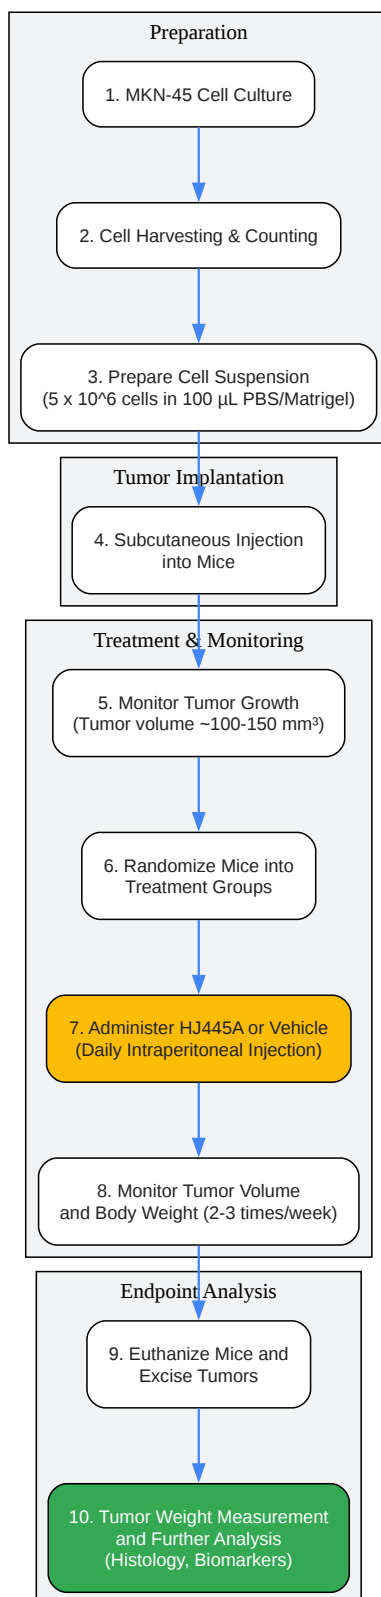 Preparation
1. MKN-45 Cell Culture
2. Cell Harvesting & Counting
3. Prepare Cell Suspension
(5 x 10^6 cells in 100 µL PBS/Matrigel)
Tumor Implantation
4. Subcutaneous Injection
into Mice
Treatment & Monitoring
5. Monitor Tumor Growth
(Tumor volume ~100-150 mm³)
6. Randomize Mice into
Treatment Groups
7. Administer HJ445A or Vehicle
(Daily Intraperitoneal Injection)
8. Monitor Tumor Volume
and Body Weight (2-3 times/week)
Endpoint Analysis
9. Euthanize Mice and
Excise Tumors
10. Tumor Weight Measurement
and Further Analysis
(Histology, Biomarkers)